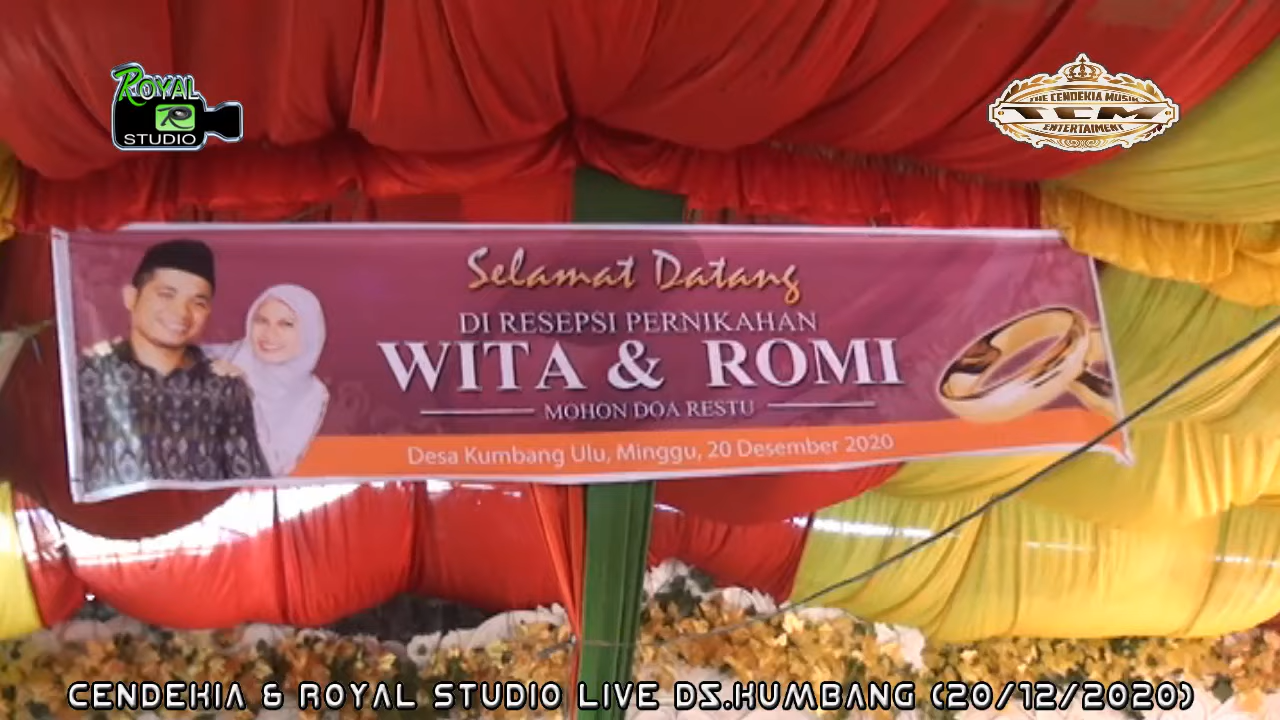 ROYAL
R
STUDIO
THE CENDEKIA MUSIK
TCM
ENTERTAIMENT
Selamat Datang
DI RESEPSI PERNIKAHAN
WITA & ROMI
MOHON DOA RESTU
Desa Kumbang Ulu, Minggu, 20 Desember 2020
CENDEKIA & ROYAL STUDIO LIVE DS.KUMBANG (20/12/2020)